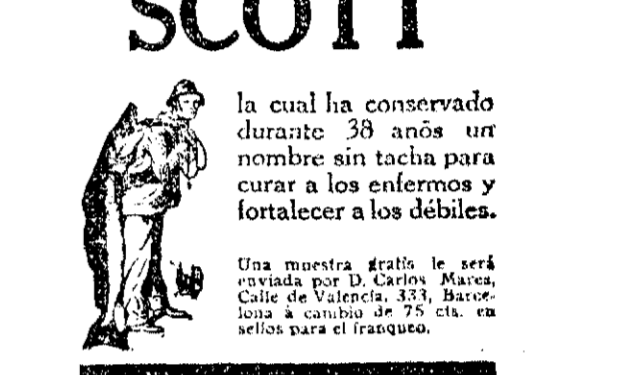 SCOTT
la cual ha conservado
durante 38 anõs un
nombre sin tacha para
curar a los enfermos y
fortalecer a los débiles.
Una muestra gratis le será
enviada por D. Carlos Mares,
Calle de Valencia, 333, Barce-
lona á cambio de 75 cts. en
sellos para el franqueo.